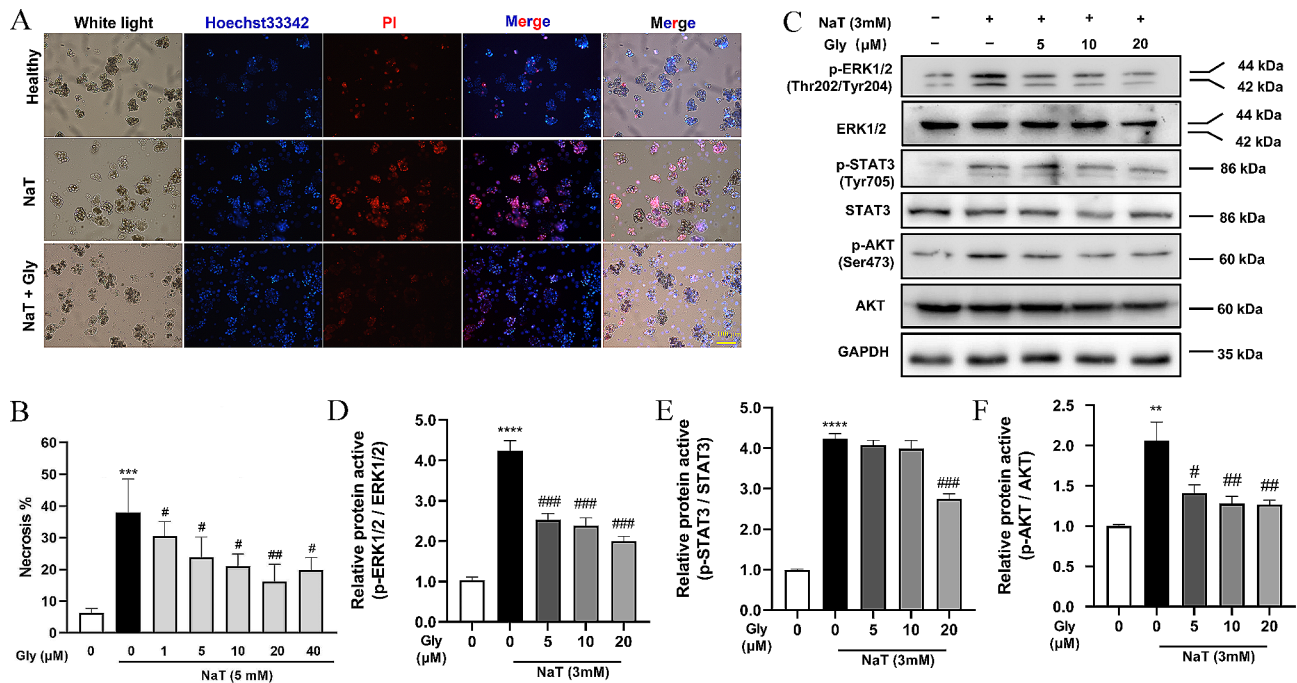 A
White light
Hoechst33342
PI
Merge
Merge
Healthy
NaT
NaT + Gly
B
Necrosis %
60
50
40
30
20
10
0
***
#
#
#
##
#
Gly (μM)
0
0
1
5
10
20
40
NaT (5 mM)
C
NaT (3mM)
–
+
+
+
+
Gly (μM)
–
–
5
10
20
p-ERK1/2
(Thr202/Tyr204)
44 kDa
42 kDa
ERK1/2
44 kDa
42 kDa
p-STAT3
(Tyr705)
86 kDa
STAT3
86 kDa
p-AKT
(Ser473)
60 kDa
AKT
60 kDa
GAPDH
35 kDa
D
Relative protein active
(p-ERK1/2 / ERK1/2)
5.0
4.0
3.0
2.0
1.0
0.0
****
###
###
###
Gly
(μM)
0
0
5
10
20
NaT (3mM)
E
Relative protein active
(p-STAT3 / STAT3)
5.0
4.0
3.0
2.0
1.0
0.0
****
###
Gly
(μM)
0
0
5
10
20
NaT (3mM)
F
Relative protein active
(p-AKT / AKT)
2.5
2.0
1.5
1.0
0.5
0.0
**
#
##
##
Gly
(μM)
0
0
5
10
20
NaT (3mM)